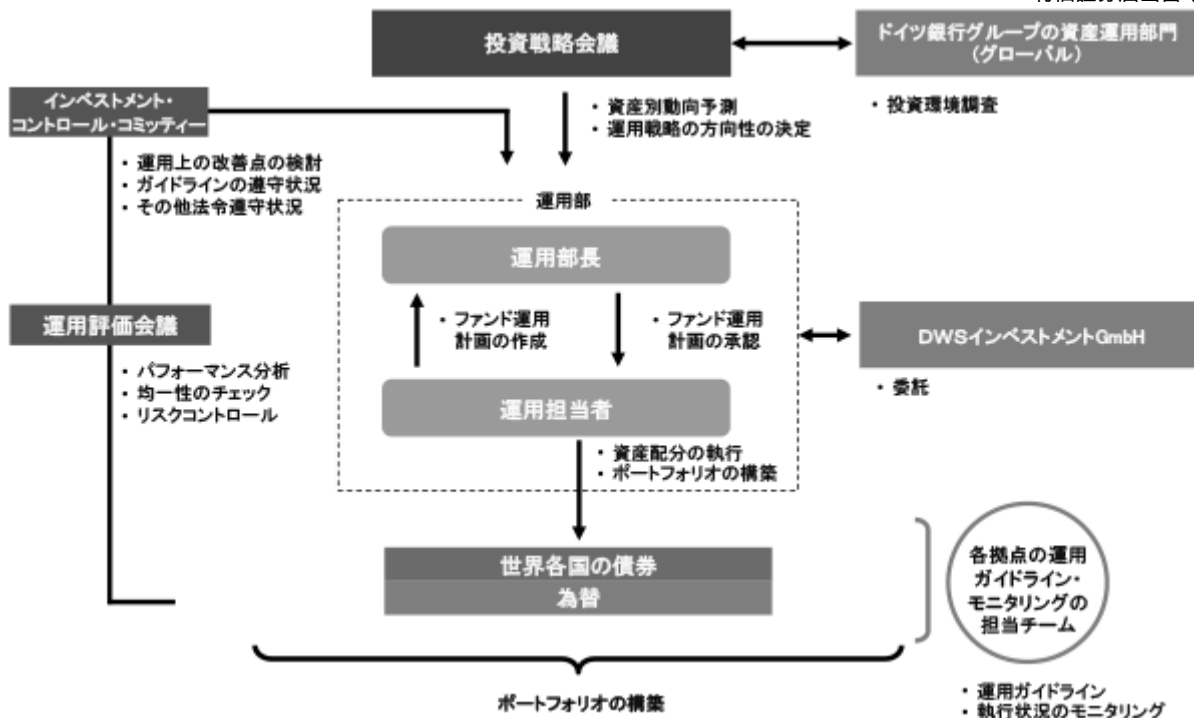 投資戦略会議
ドイツ銀行グループの資産運用部門
(グローバル)
・投資環境調査
インベストメント・
コントロール・コミッティー
・資産別動向予測
・運用戦略の方向性の決定
・運用上の改善点の検討
・ガイドラインの遵守状況
・その他法令遵守状況
運用部
運用部長
運用評価会議
・ファンド運用
計画の作成
・ファンド運用
計画の承認
DWSインベストメントGmbH
・委託
・パフォーマンス分析
・均一性のチェック
・リスクコントロール
運用担当者
・資産配分の執行
・ポートフォリオの構築
世界各国の債券
為替
各拠点の運用
ガイドライン・
モニタリングの
担当チーム
ポートフォリオの構築
・運用ガイドライン
・執行状況のモニタリング